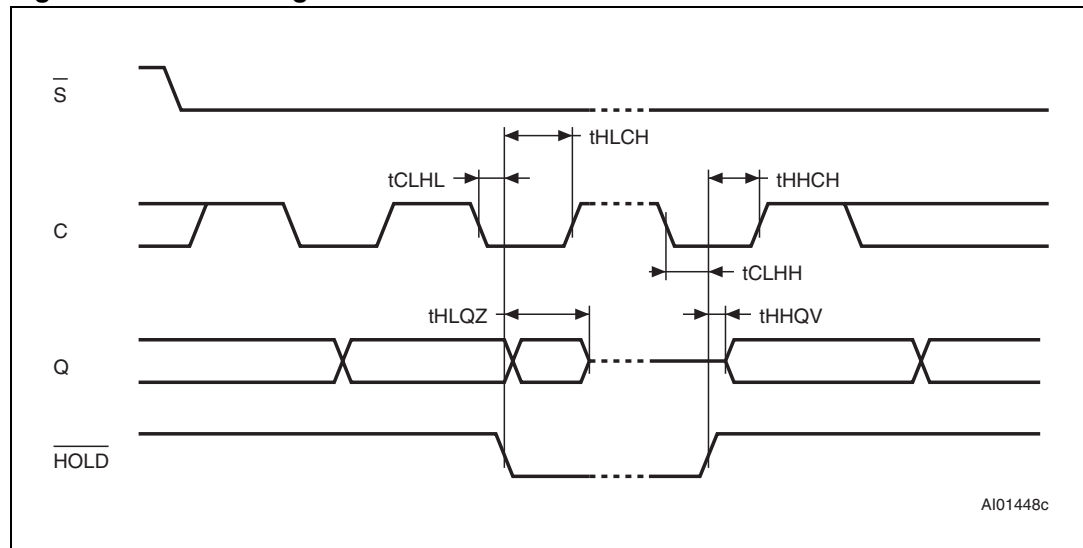 S
tHLCH
tCLHL
tHHCH
C
tCLHH
tHLQZ
tHHQV
Q
HOLD
AI01448c